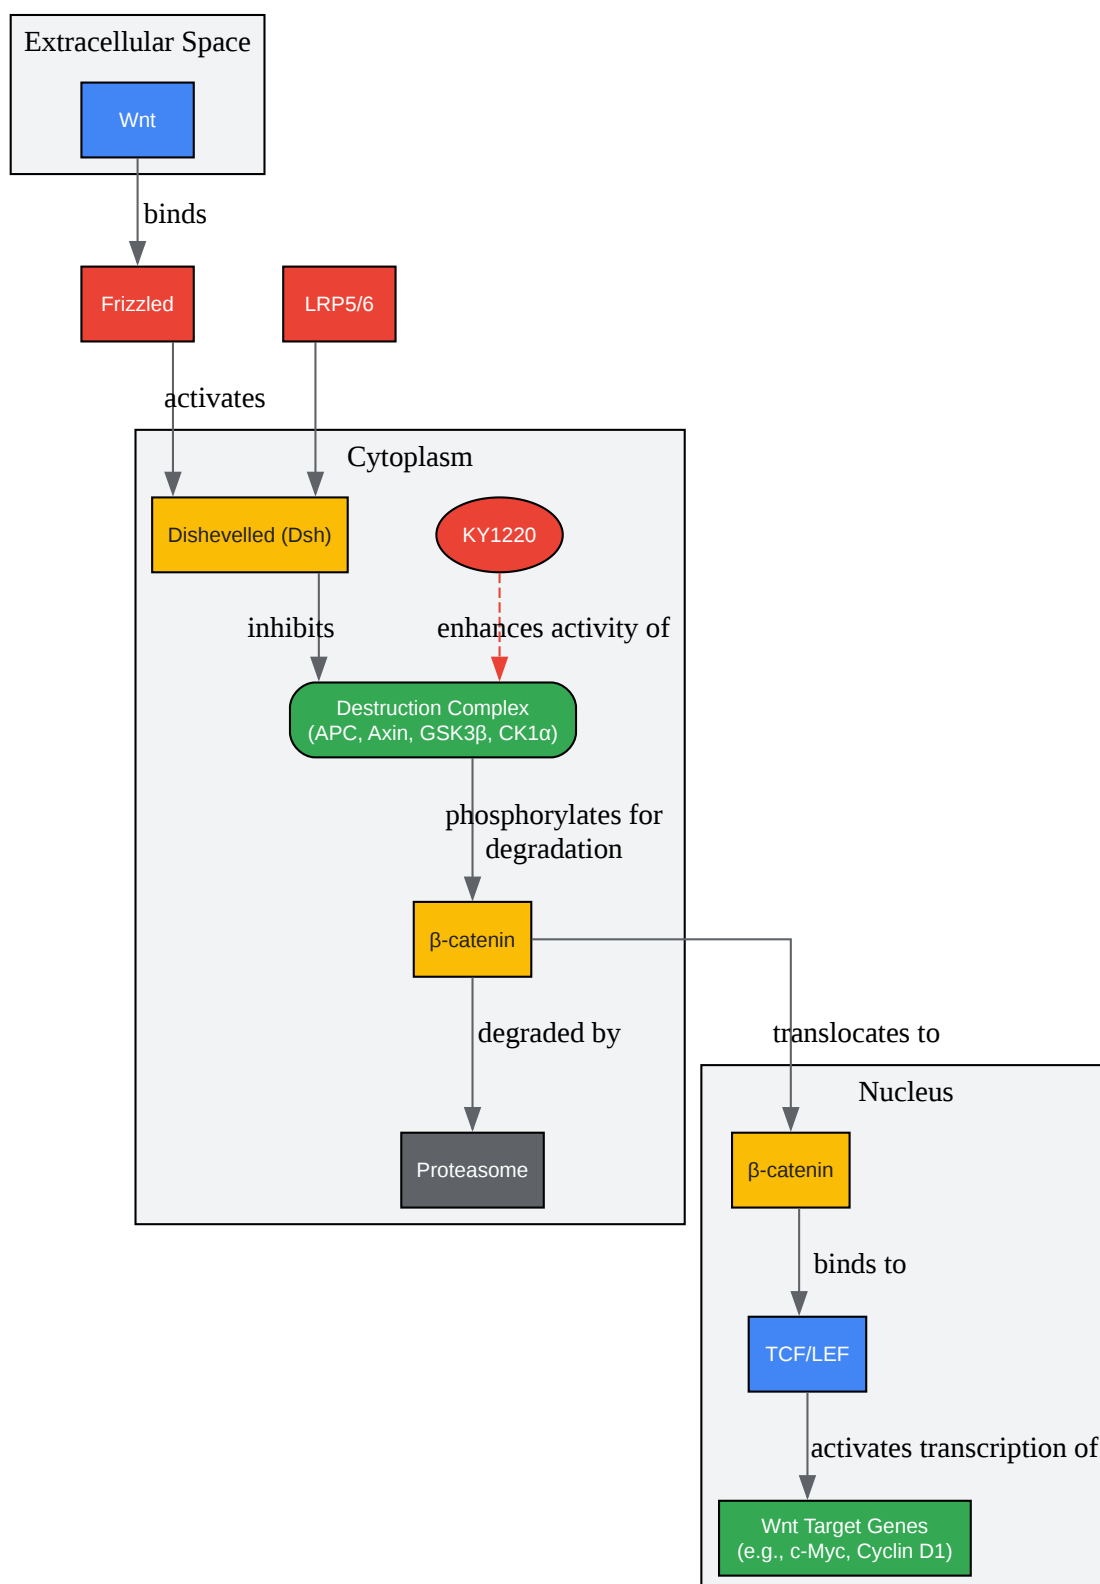 Extracellular Space
Wnt
binds
Frizzled
LRP5/6
activates
Cytoplasm
Dishevelled (Dsh)
KY1220
inhibits
enhances activity of
Destruction Complex
(APC, Axin, GSK3β, CK1α)
phosphorylates for
degradation
β-catenin
degraded by
translocates to
Nucleus
Proteasome
β-catenin
binds to
TCF/LEF
activates transcription of
Wnt Target Genes
(e.g., c-Myc, Cyclin D1)